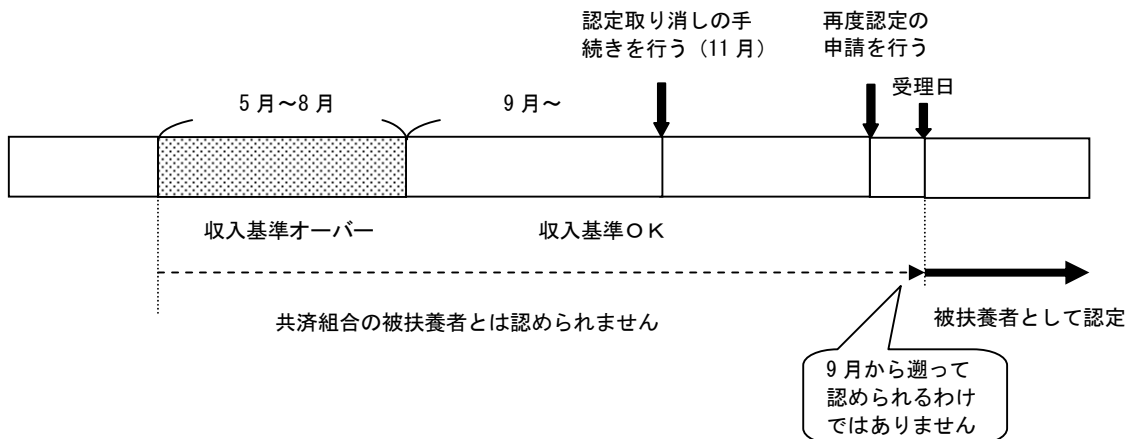 認定取り消しの手
続きを行う（11月）
再度認定の
申請を行う
受理日
5月～8月
9月～
収入基準オーバー
収入基準ＯＫ
共済組合の被扶養者とは認められません
被扶養者として認定
9月から遡って
認められるわけ
ではありません